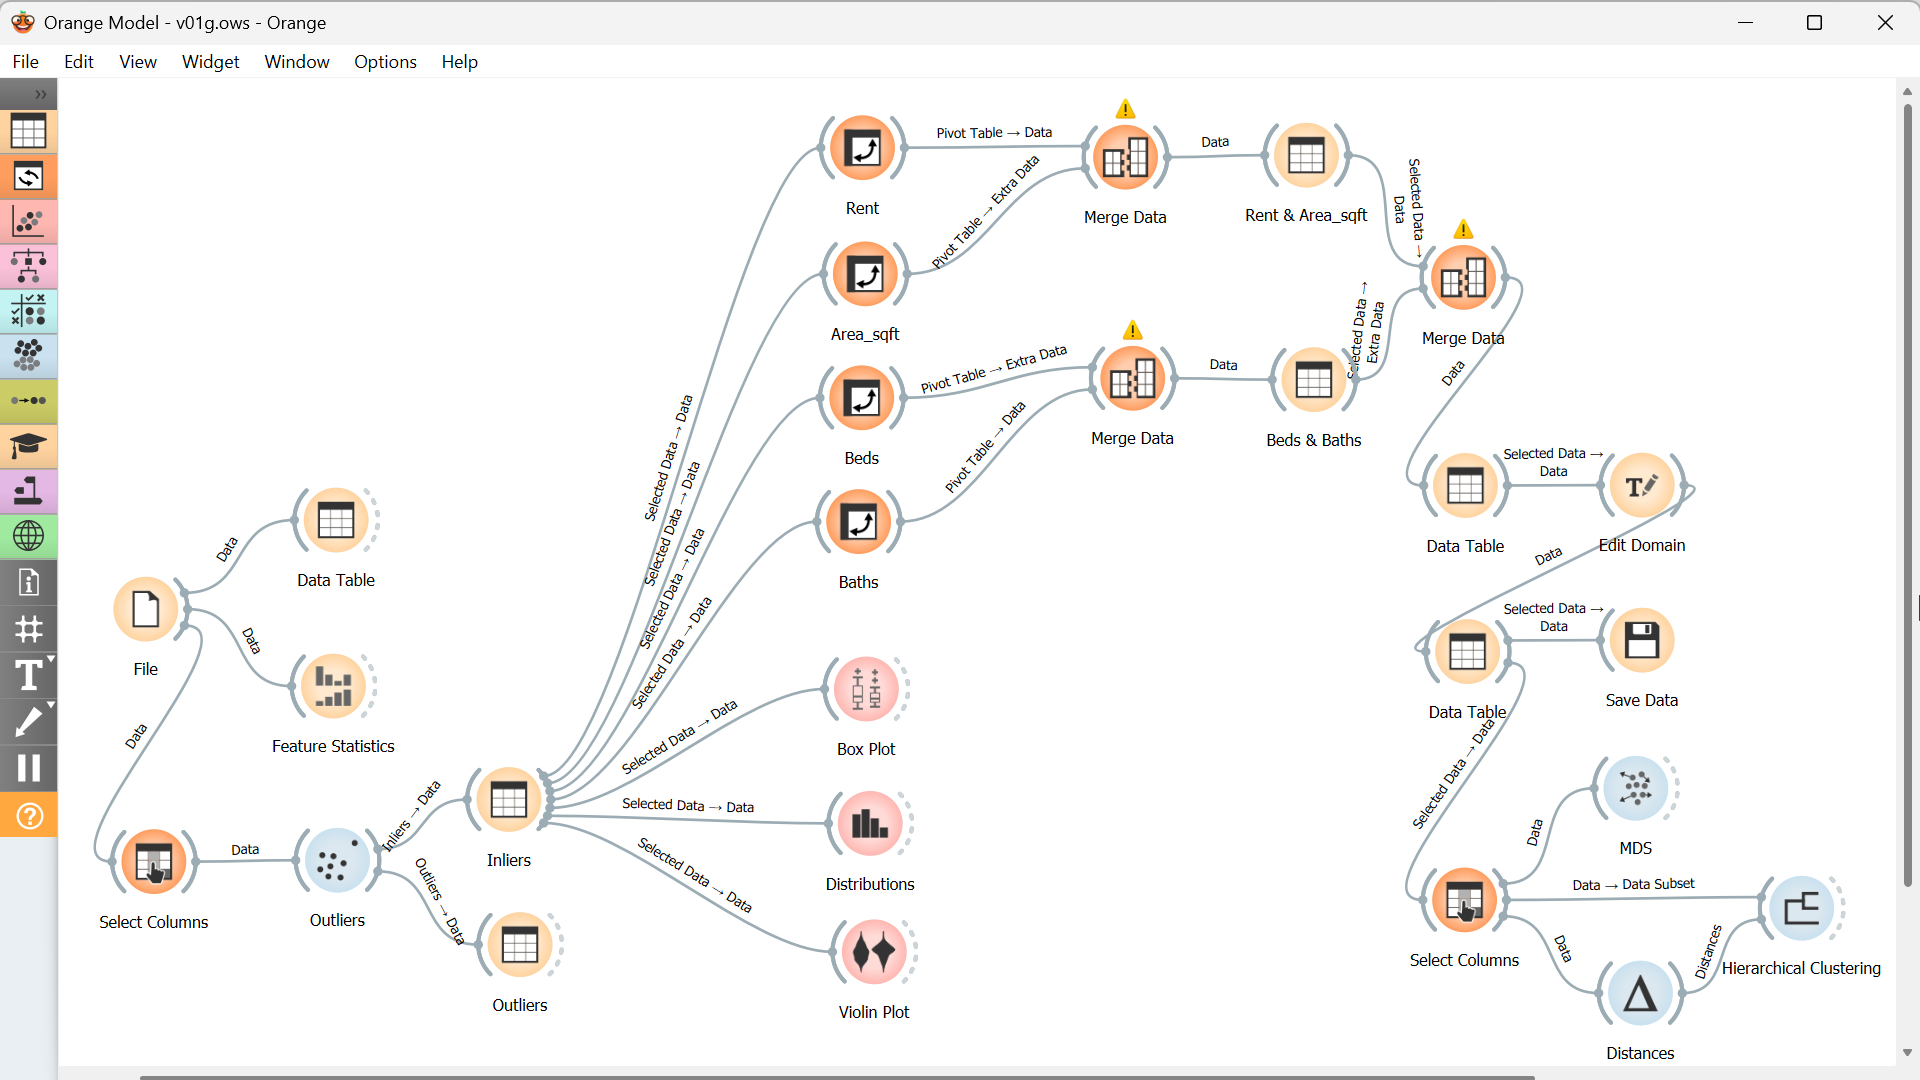 Orange Model - v01g.ows - Orange
File Edit View Widget Window Options Help
Rent
Pivot Table → Data
Merge Data
Data
Rent & Area_sqft
Selected Data →
Data
Area_sqft
Pivot Table → Extra Data
Merge Data
Data
Beds
Pivot Table → Extra Data
Merge Data
Data
Beds & Baths
Selected Data →
Extra Data
Baths
Pivot Table → Data
Selected Data → Data
Selected Data → Data
Selected Data → Data
Selected Data → Data
Data Table
Selected Data →
Data
Edit Domain
Data
Data Table
Data
File
Data
Feature Statistics
Data
Select Columns
Data
Outliers
Inliers → Data
Inliers
Outliers → Data
Outliers
Selected Data → Data
Box Plot
Selected Data → Data
Distributions
Selected Data → Data
Violin Plot
Data Table
Selected Data →
Data
Save Data
Selected Data → Data
Select Columns
Data
MDS
Data → Data Subset
Hierarchical Clustering
Data
Distances
Distances